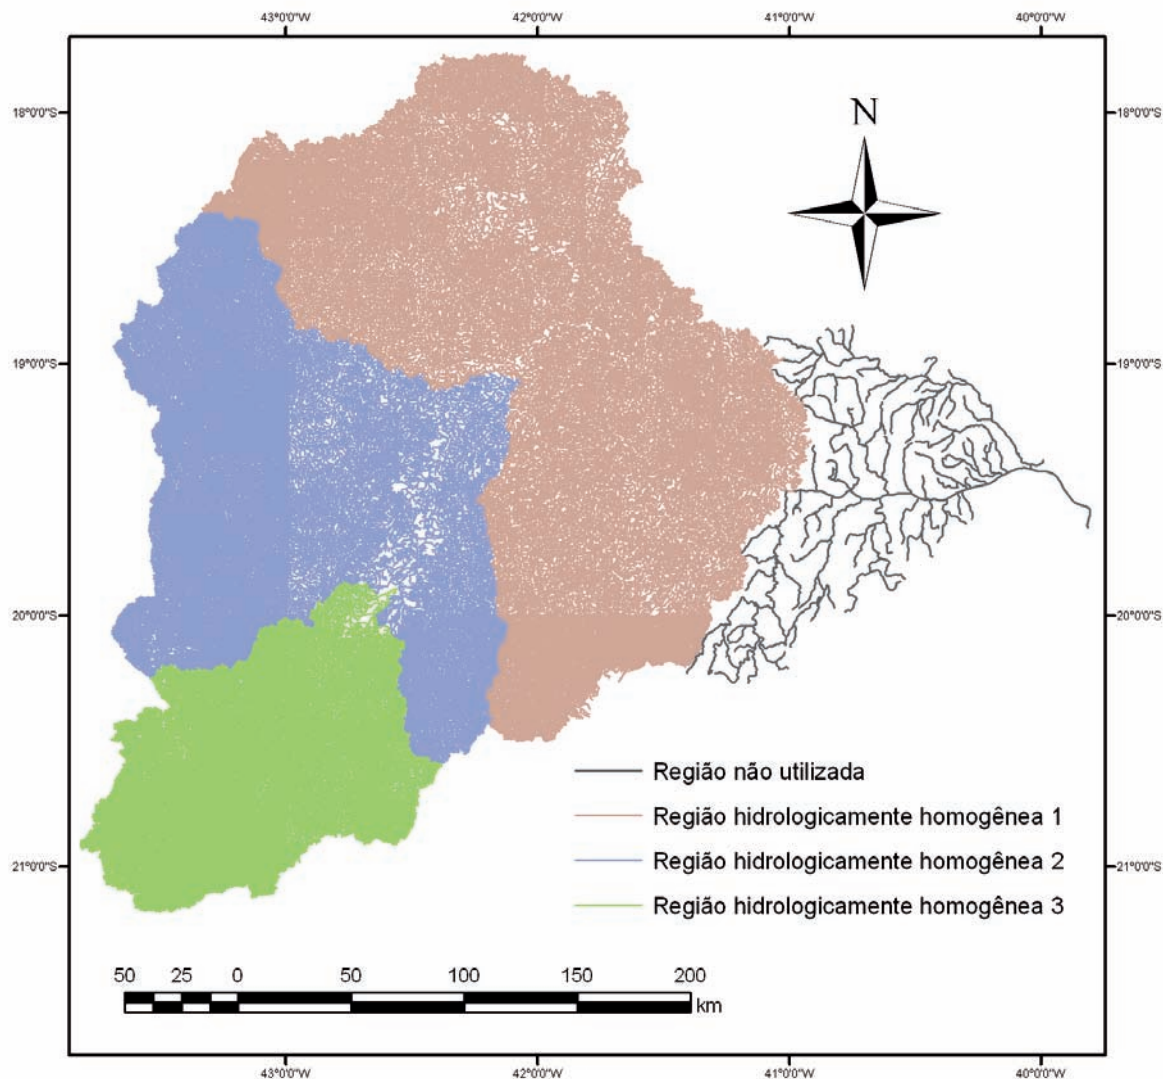 43°0'0"W 42°0'0"W 41°0'0"W 40°0'0"W
18°0'0"S 18°0'0"S
N
19°0'0"S 19°0'0"S
20°0'0"S 20°0'0"S
Região não utilizada
Região hidrologicamente homogênea 1
Região hidrologicamente homogênea 2
21°0'0"S 21°0'0"S
Região hidrologicamente homogênea 3
50 25 0 50 100 150 200
km
43°0'0"W 42°0'0"W 41°0'0"W 40°0'0"W